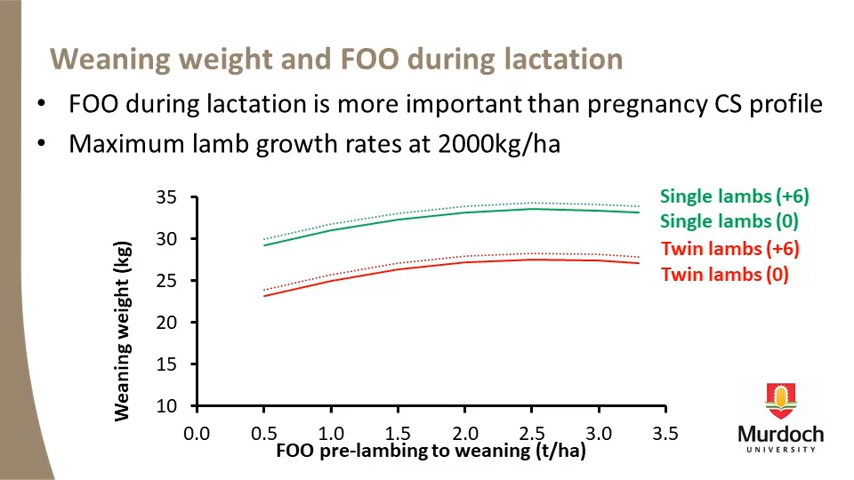 Weaning weight and FOO during lactation
• FOO during lactation is more important than pregnancy CS profile
• Maximum lamb growth rates at 2000kg/ha
Weaning weight (kg)
35
30
25
20
15
10
0.0 0.5 1.0 1.5 2.0 2.5 3.0 3.5
FOO pre-lambing to weaning (t/ha)
Single lambs (+6)
Single lambs (0)
Twin lambs (+6)
Twin lambs (0)
Murdoch
UNIVERSITY